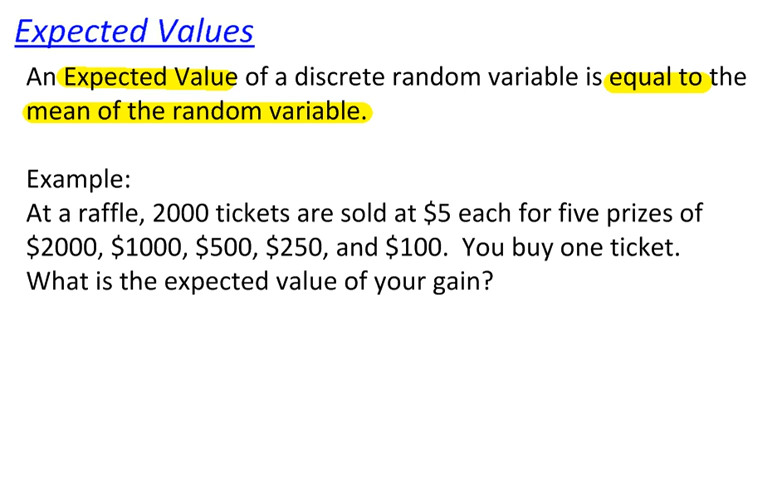 Expected Values
An Expected Value of a discrete random variable is equal to the
mean of the random variable.
Example:
At a raffle, 2000 tickets are sold at $5 each for five prizes of
$2000, $1000, $500, $250, and $100. You buy one ticket.
What is the expected value of your gain?